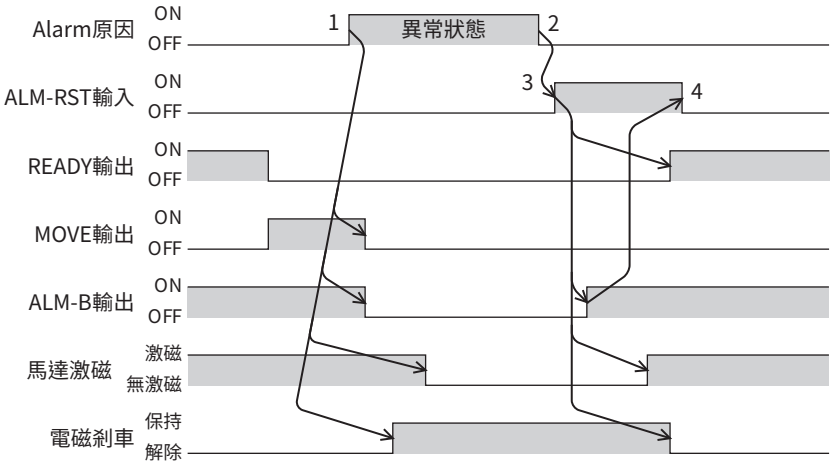 Alarm原因 ON OFF 1 異常狀態 2
ALM-RST輸入 ON OFF 3 4
READY輸出 ON OFF
MOVE輸出 ON OFF
ALM-B輸出 ON OFF
馬達激磁 激磁 無激磁
電磁剎車 保持 解除